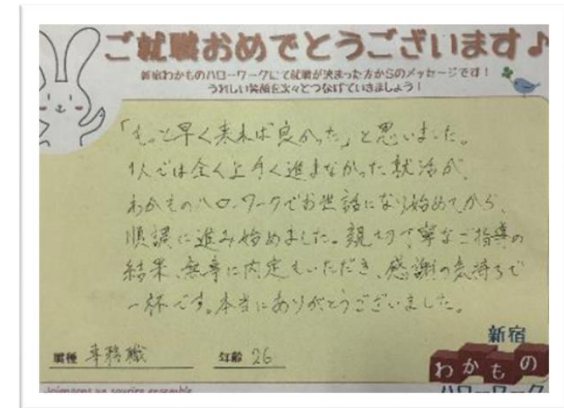 ご就職おめでとうございます♪
新宿わかものハローワークにて就職が決まった方からのメッセージです！
うれしい笑顔を次々とつなげていきましょう！
「もっと早く来れば良かった」と思いました。
1人では全く上手く進まなかった就活が、
わかものハローワークでお世話になり始めてから、
順調に進み始めました。親切丁寧なご指導の
結果、無事に内定もいただき、感謝の気持ちで
一杯です。本当にありがとうございました。
職種 事務職 年齢 26
新宿
わかもの
ハローワーク
Joignons un sourire ensemble